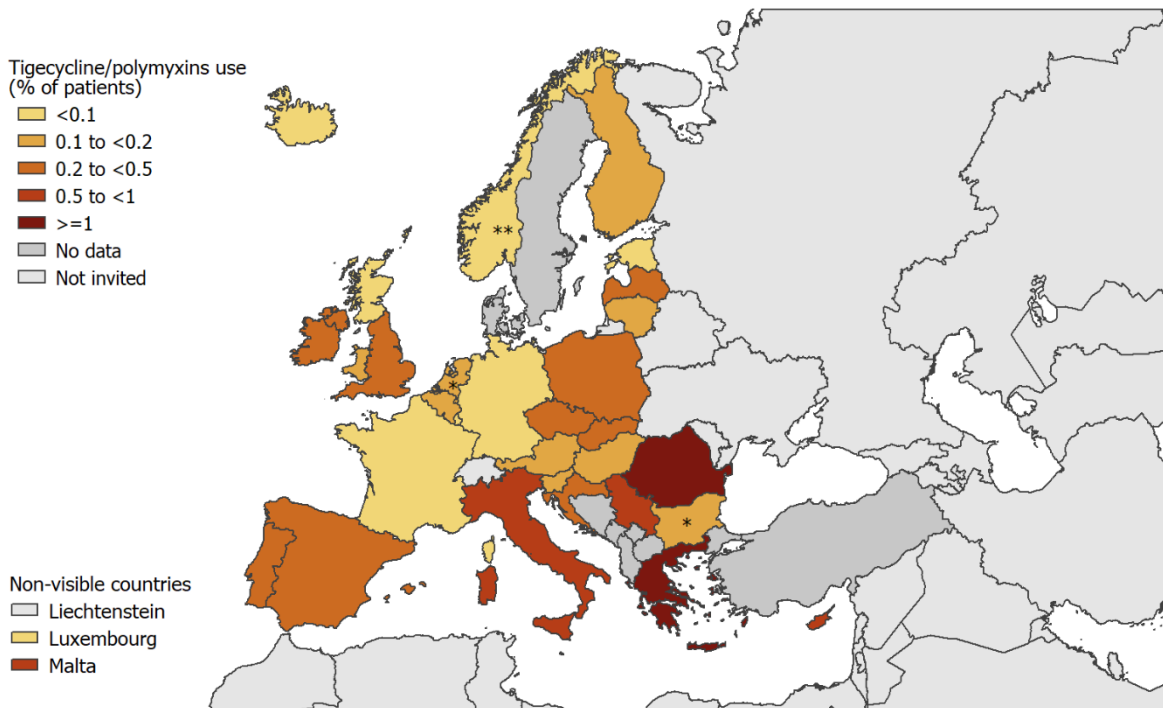 Tigecycline/polymyxins use
(% of patients)
<0.1
0.1 to <0.2
0.2 to <0.5
0.5 to <1
>=1
No data
Not invited
**
*
*
Non-visible countries
Liechtenstein
Luxembourg
Malta